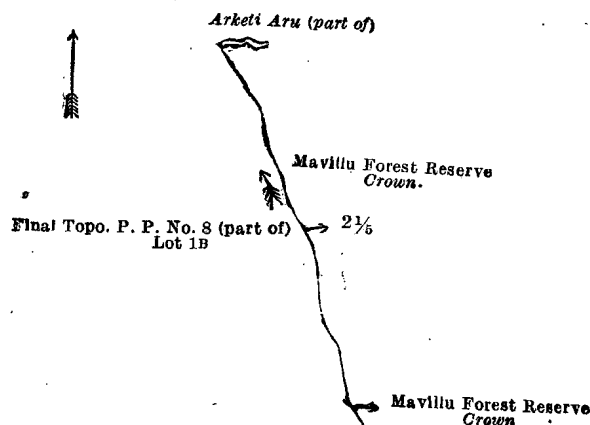 Arketi Aru (part of)
Mavillu Forest Reserve
Crown.
Final Topo. P. P. No. 8 (part of)
Lot 1B
2⅕
Mavillu Forest Reserve
Crown